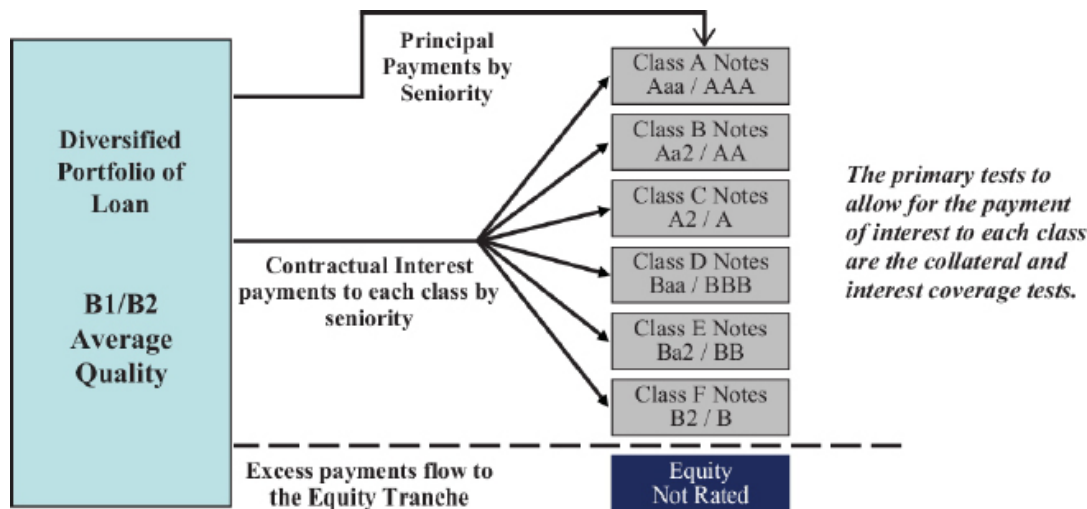 Diversified
Portfolio of
Loan
B1/B2
Average
Quality
Principal
Payments by
Seniority
Contractual Interest
payments to each class by
seniority
Excess payments flow to
the Equity Tranche
Class A Notes
Aaa / AAA
Class B Notes
Aa2 / AA
Class C Notes
A2 / A
Class D Notes
Baa / BBB
Class E Notes
Ba2 / BB
Class F Notes
B2 / B
Equity
Not Rated
The primary tests to
allow for the payment
of interest to each class
are the collateral and
interest coverage tests.